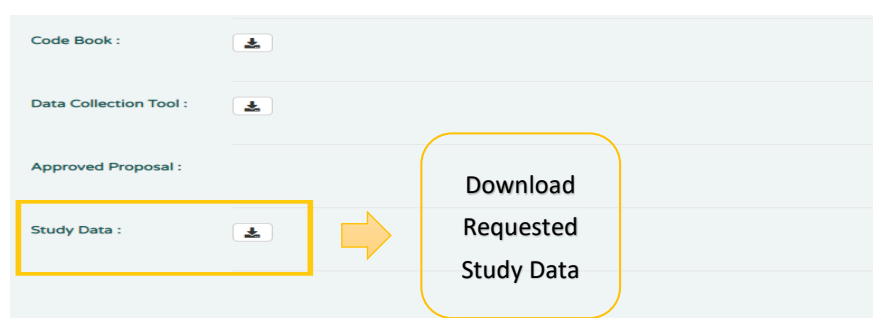 Code Book :
Data Collection Tool :
Approved Proposal :
Study Data :
Download
Requested
Study Data